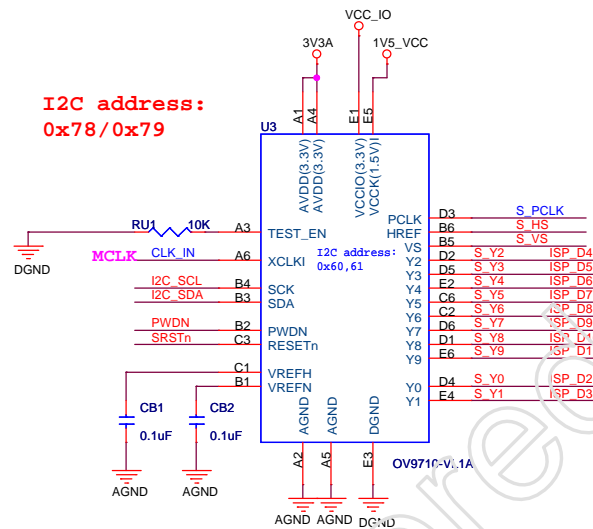 VCC_IO
3V3A
1V5_VCC
I2C address:
0x78/0x79
U3
A1
A4
E1
E5
AVDD(3.3V)
AVDD(3.3V)
VCCIO(3.3V)
VCCK(1.5V)I
RU1 10K A3 TEST_EN
DGND
MCLK CLK_IN A6 XCLKI
I2C address:
0x60,61
I2C_SCL B4 SCK
I2C_SDA B3 SDA
PWDN B2 PWDN
SRSTn C3 RESETn
C1 VREFH
B1 VREFN
PCLK D3 S_PCLK
HREF B6 S_HS
VS B5 S_VS
Y2 D2 S_Y2 ISP_D4
Y3 D5 S_Y3 ISP_D5
Y4 E2 S_Y4 ISP_D6
Y5 C6 S_Y5 ISP_D7
Y6 C2 S_Y6 ISP_D8
Y7 D6 S_Y7 ISP_D9
Y8 D1 S_Y8 ISP_D1
Y9 E6 S_Y9 ISP_D1
Y0 D4 S_Y0 ISP_D2
Y1 E4 S_Y1 ISP_D3
CB1
0.1uF
CB2
0.1uF
AGND
AGND
DGND
A2
A5
E3
AGND
AGND
AGND
AGND
DGND